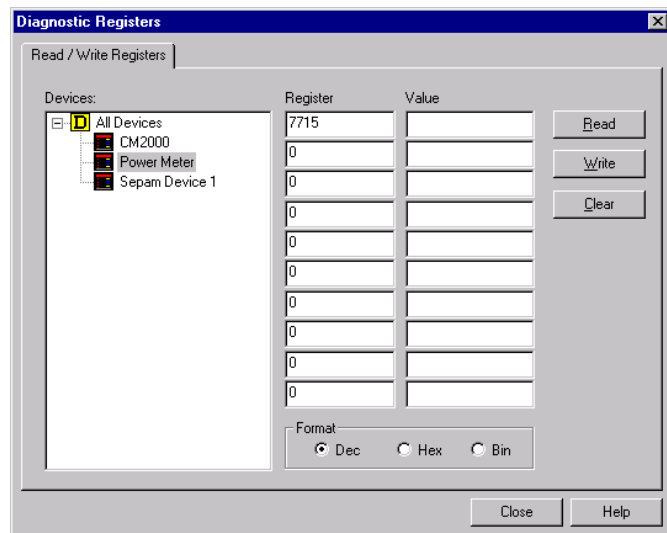 Diagnostic Registers
Read / Write Registers
Devices:
Register
Value
All Devices
CM2000
Power Meter
Sepam Device 1
7715
0
0
0
0
0
0
0
0
0
Read
Write
Clear
Format
Dec
Hex
Bin
Close
Help